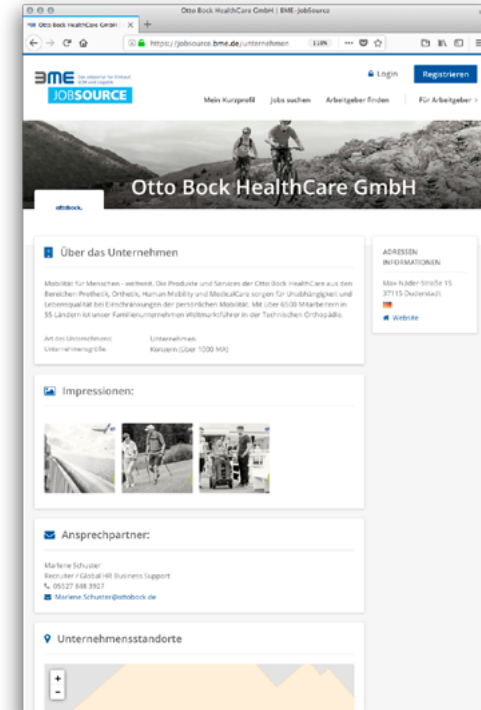 Otto Bock HealthCare GmbH | BME-JobSource
Otto Bock HealthCare GmbH |
https://jobsource.bme.de/unternehmen
110%
BME
JOBSOURCE
Login
Registrieren
Mein Kurzprofil Jobs suchen Arbeitgeber finden Für Arbeitgeber
Otto Bock HealthCare GmbH
ottobock.
Über das Unternehmen
Mobilität für Menschen - weltweit. Die Produkte und Services der Otto Bock HealthCare aus den
Bereichen Prothetik, Orthetik, Human Mobility und MedicalCare sorgen für Unabhängigkeit und
Lebensqualität bei Einschränkungen der persönlichen Mobilität. Mit über 6500 Mitarbeitern in
55 Ländern ist unser Familienunternehmen Weltmarktführer in der Technischen Orthopädie.
Art des Unternehmens: Unternehmen
Unternehmensgröße: Konzern (über 1000 MA)
ADRESSEN
INFORMATIONEN
Max-Näder-Straße 15
37115 Duderstadt
Website
Impressionen:
Ansprechpartner:
Marlene Schuster
Recruiter / Global HR Business Support
05527 848 3927
Marlene.Schuster@ottobock.de
Unternehmensstandorte
+
-